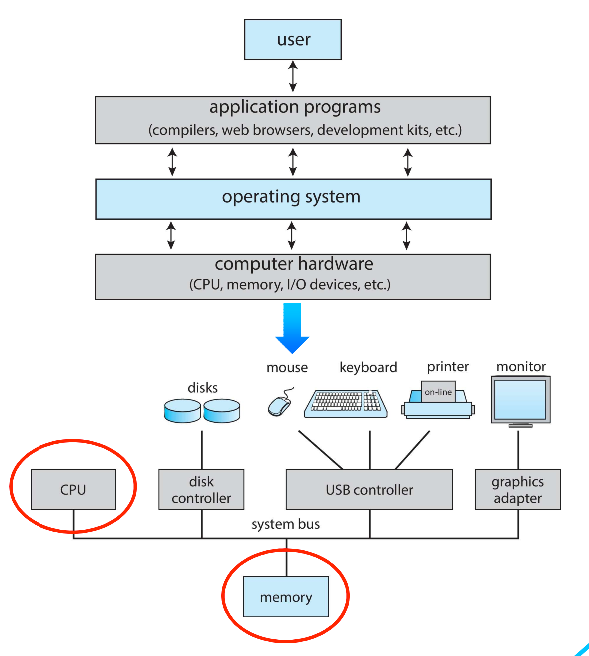 user
application programs
(compilers, web browsers, development kits, etc.)
operating system
computer hardware
(CPU, memory, I/O devices, etc.)
mouse
keyboard
printer
monitor
disks
on-line
CPU
disk
controller
USB controller
graphics
adapter
system bus
memory